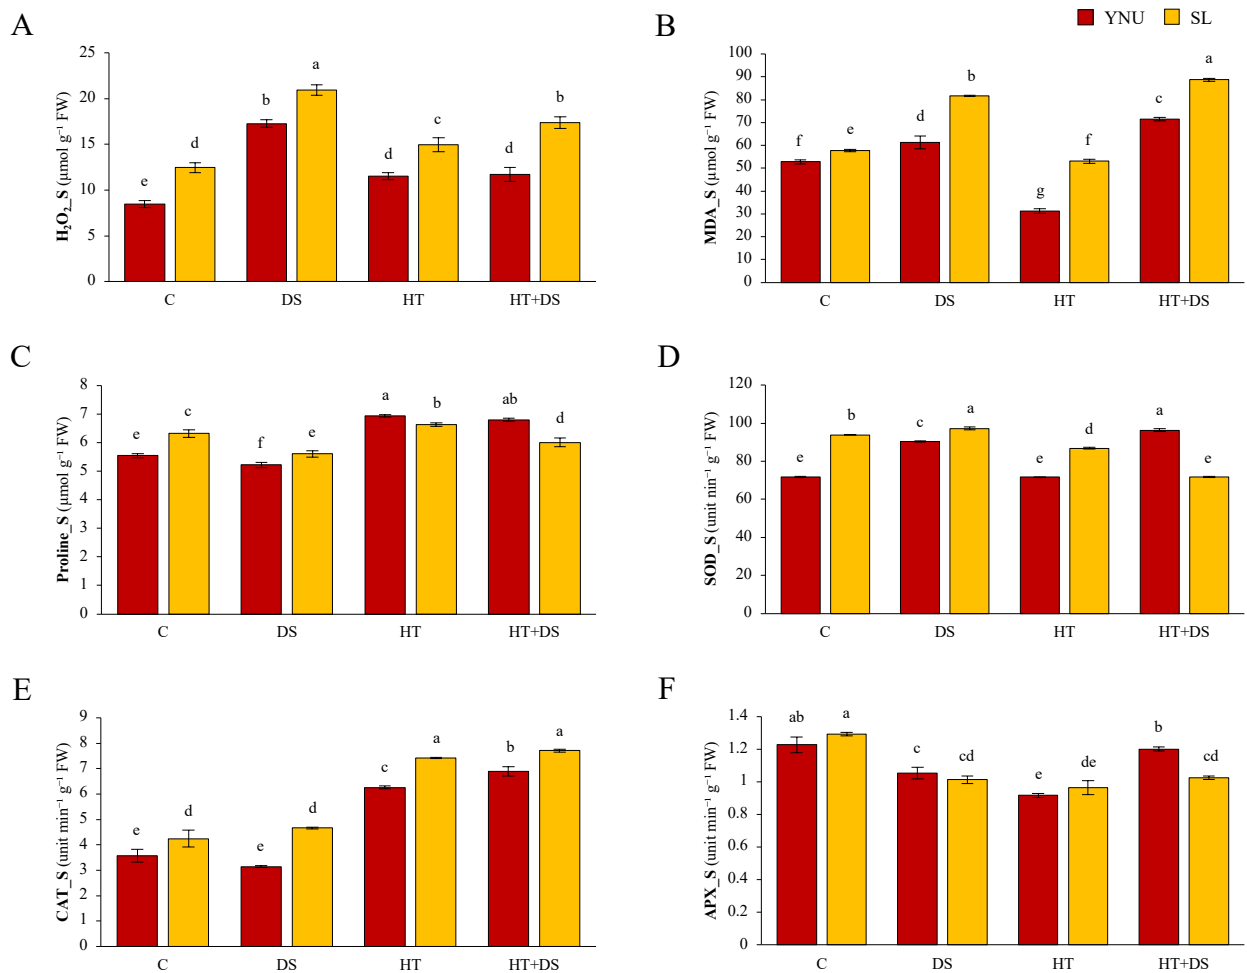 A
B
YNU SL
H₂O₂_S (µmol g⁻¹ FW)
25
20
15
10
5
0
e d b a d c d b
C DS HT HT+DS
MDA_S (µmol g⁻¹ FW)
100
90
80
70
60
50
40
30
20
10
0
f e d b g f c a
C DS HT HT+DS
C
Proline_S (µmol g⁻¹ FW)
8
7
6
5
4
3
2
1
0
e c f e a b ab d
C DS HT HT+DS
D
SOD_S (unit nin⁻¹ g⁻¹ FW)
120
100
80
60
40
20
0
e b c a e d a e
C DS HT HT+DS
E
CAT_S (unit min⁻¹ g⁻¹ FW)
9
8
7
6
5
4
3
2
1
0
e d e d c a b a
C DS HT HT+DS
F
APX_S (unit min⁻¹ g⁻¹ FW)
1.4
1.2
1
0.8
0.6
0.4
0.2
0
ab a c cd e de b cd
C DS HT HT+DS